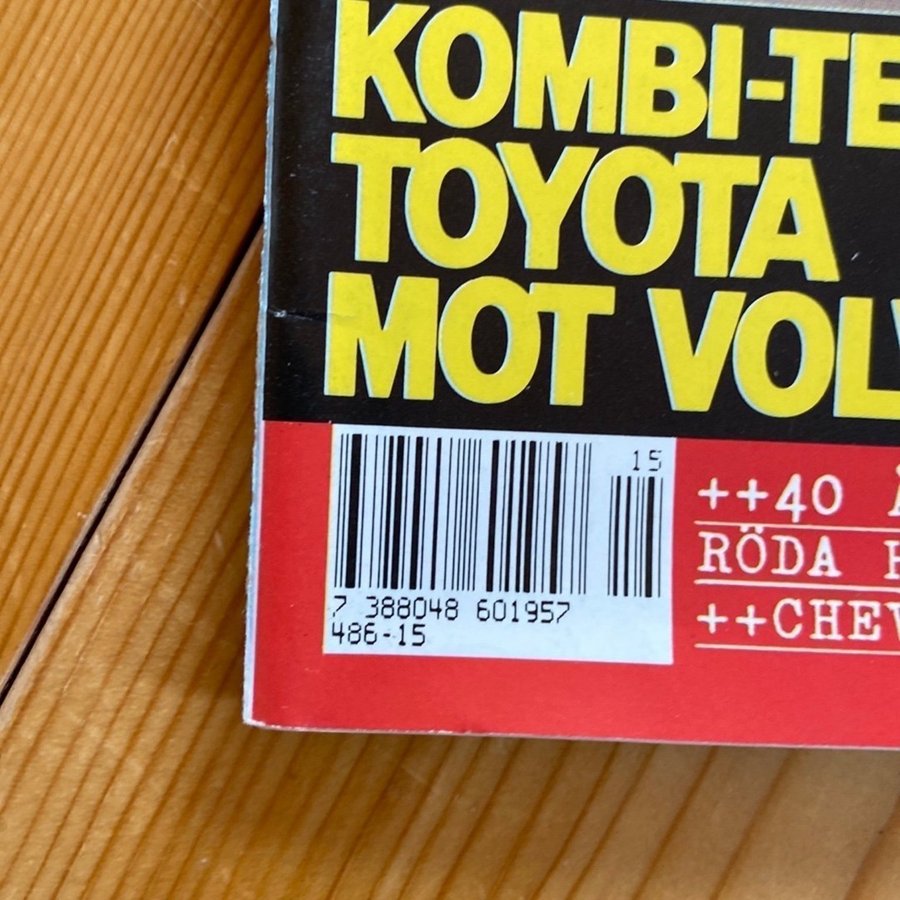 KOMBI-TE
TOYOTA
MOT VOL
15
7 388048 601957
486-15
++40
RÖDA
++CHEV